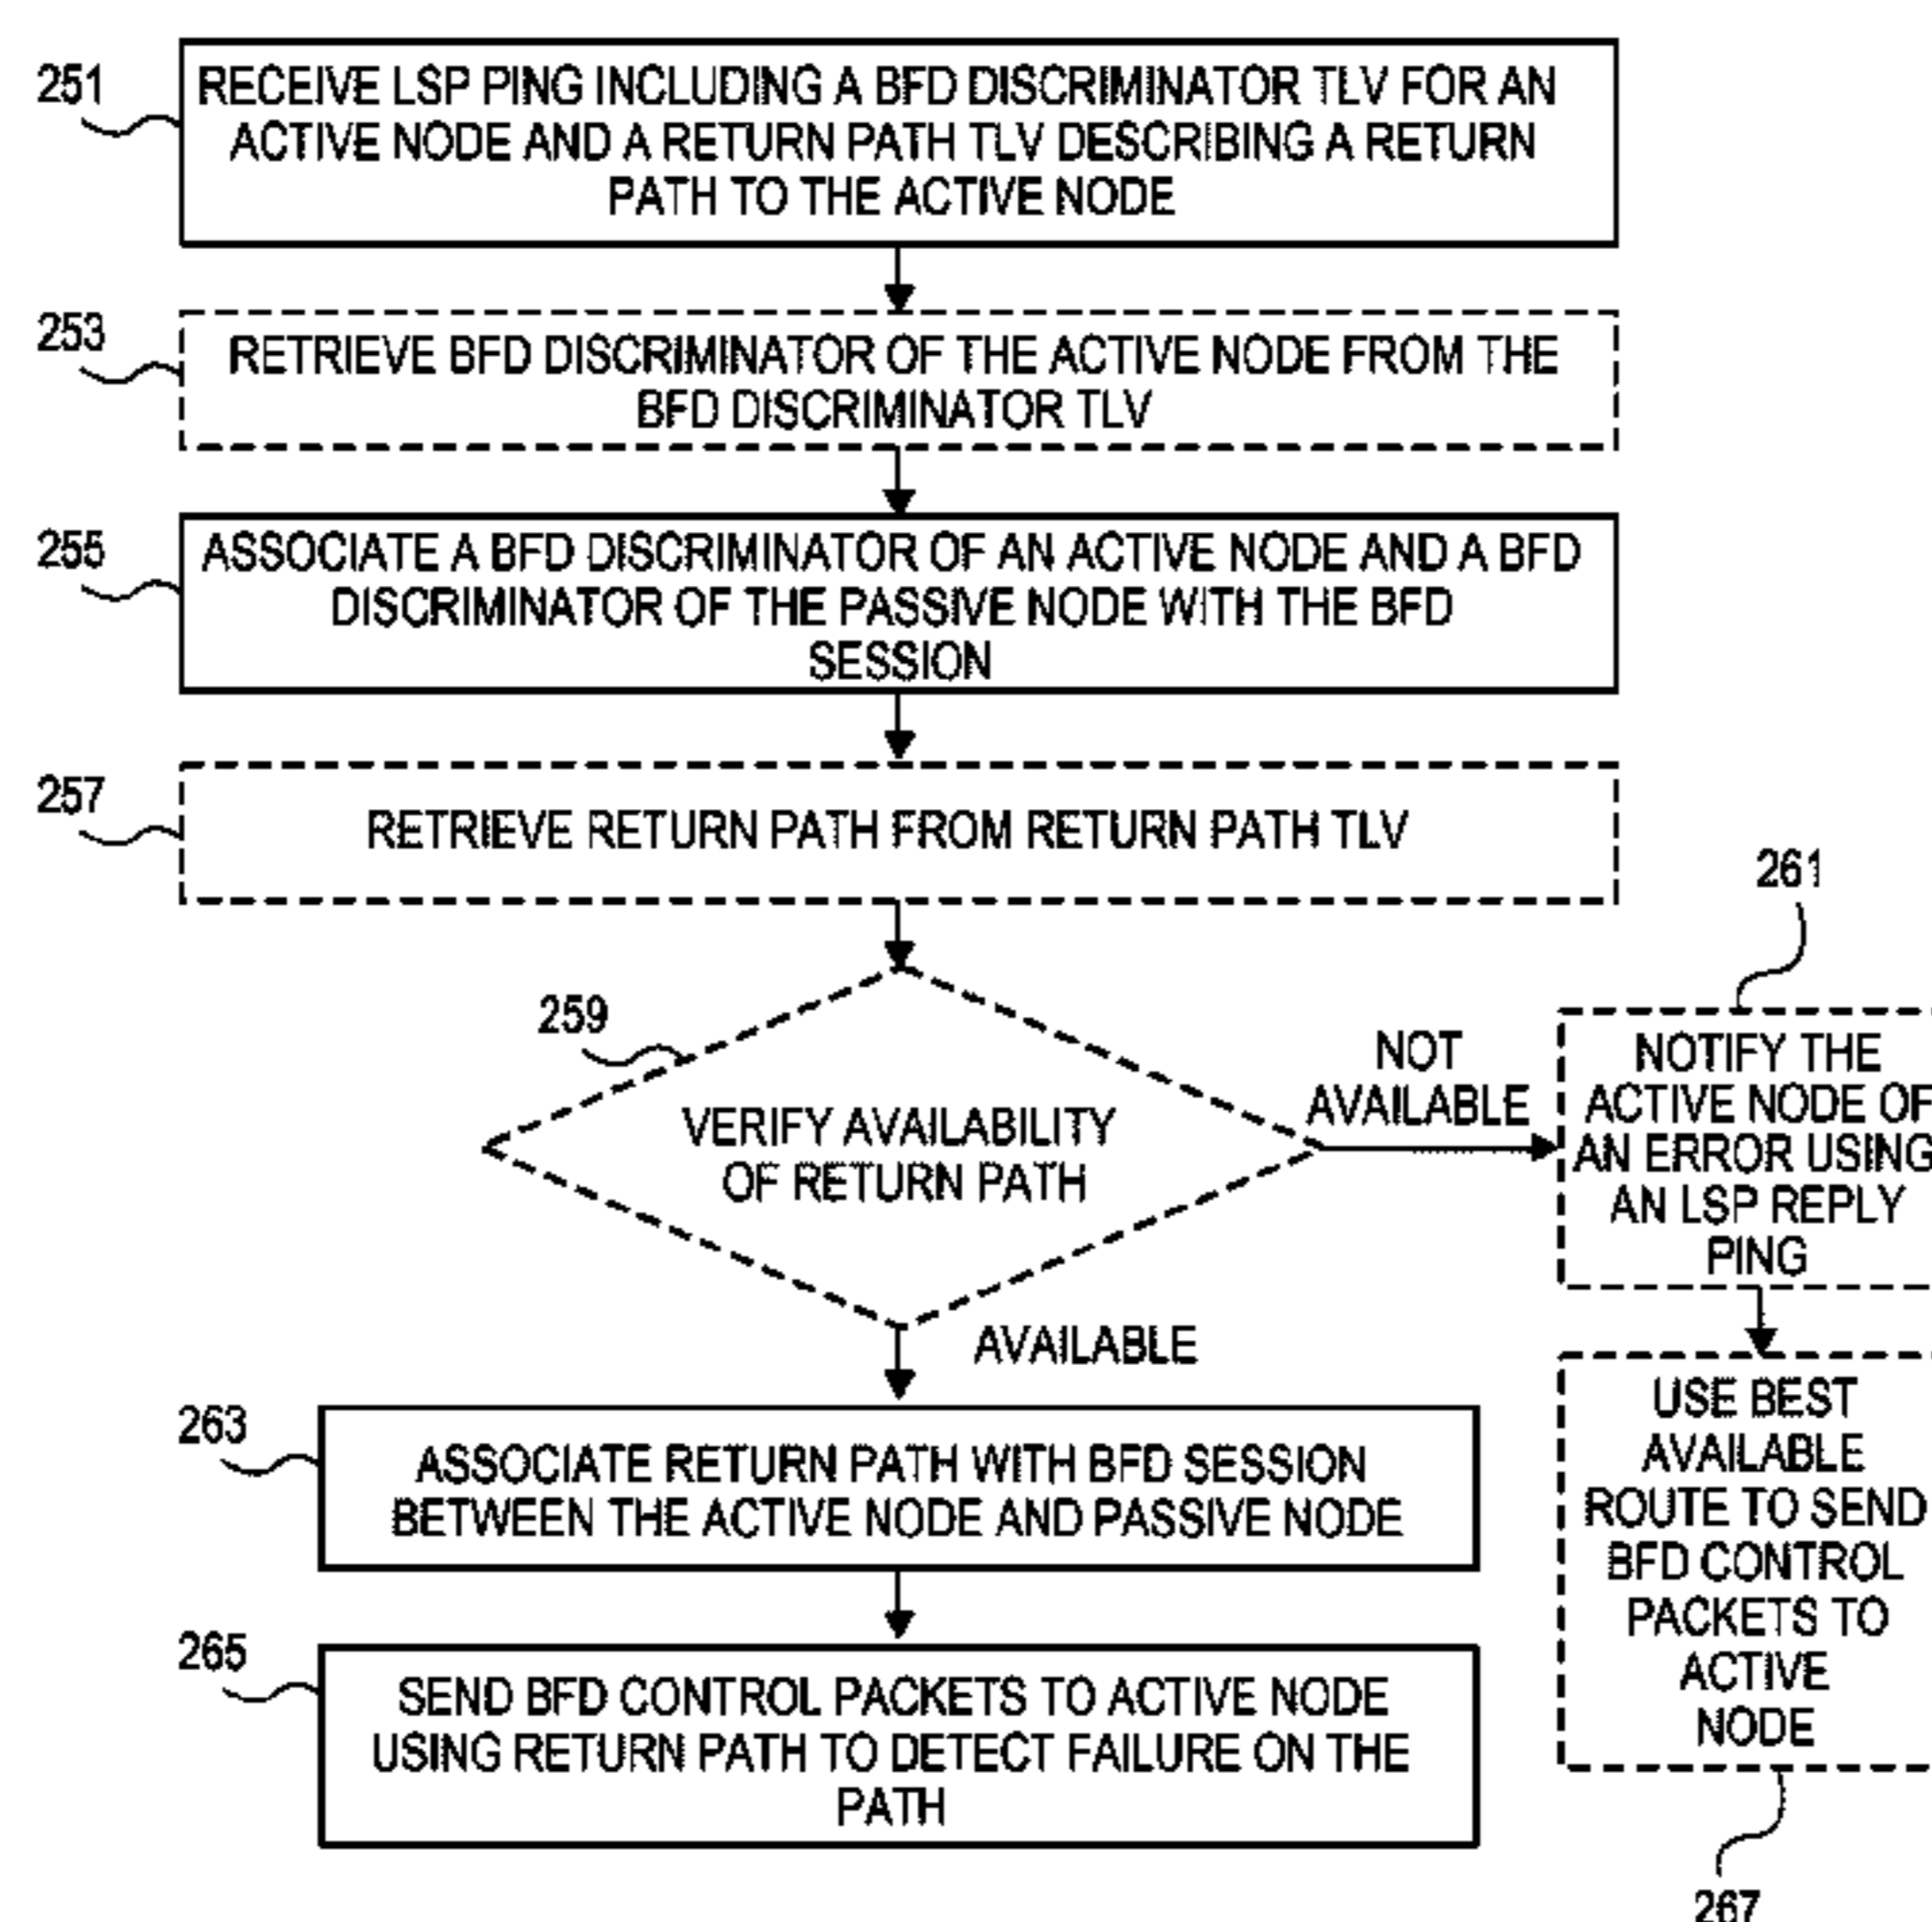 251
RECEIVE LSP PING INCLUDING A BFD DISCRIMINATOR TLV FOR AN
ACTIVE NODE AND A RETURN PATH TLV DESCRIBING A RETURN
PATH TO THE ACTIVE NODE
253
RETRIEVE BFD DISCRIMINATOR OF THE ACTIVE NODE FROM THE
BFD DISCRIMINATOR TLV
255
ASSOCIATE A BFD DISCRIMINATOR OF AN ACTIVE NODE AND A BFD
DISCRIMINATOR OF THE PASSIVE NODE WITH THE BFD
SESSION
257
RETRIEVE RETURN PATH FROM RETURN PATH TLV
259
VERIFY AVAILABILITY
OF RETURN PATH
NOT
AVAILABLE
261
NOTIFY THE
ACTIVE NODE OF
AN ERROR USING
AN LSP REPLY
PING
AVAILABLE
263
ASSOCIATE RETURN PATH WITH BFD SESSION
BETWEEN THE ACTIVE NODE AND PASSIVE NODE
265
SEND BFD CONTROL PACKETS TO ACTIVE NODE
USING RETURN PATH TO DETECT FAILURE ON THE
PATH
USE BEST
AVAILABLE
ROUTE TO SEND
BFD CONTROL
PACKETS TO
ACTIVE
NODE
267